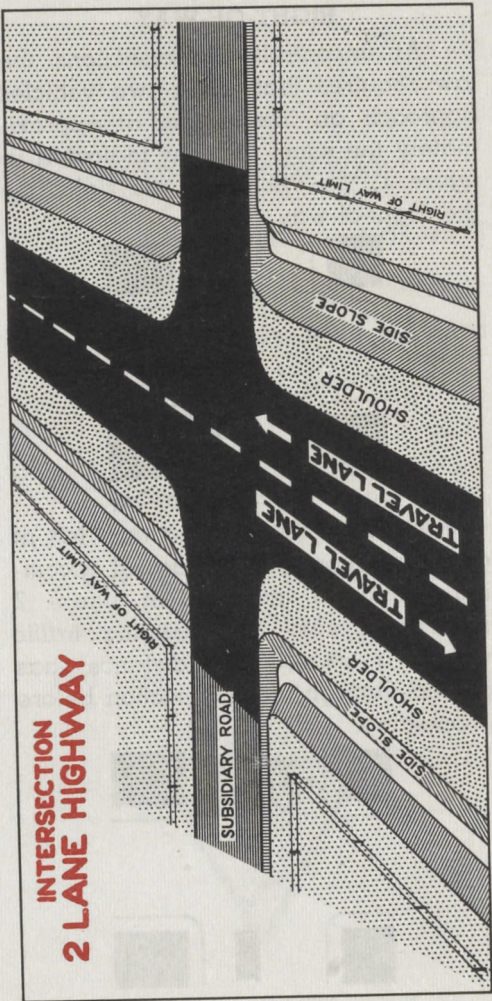 INTERSECTION
2 LANE HIGHWAY
RIGHT OF WAY LIMIT
SUBSIDIARY ROAD
SIDE SLOPE
SHOULDER
TRAVEL LANE
TRAVEL LANE
SHOULDER
SIDE SLOPE
RIGHT OF WAY LIMIT